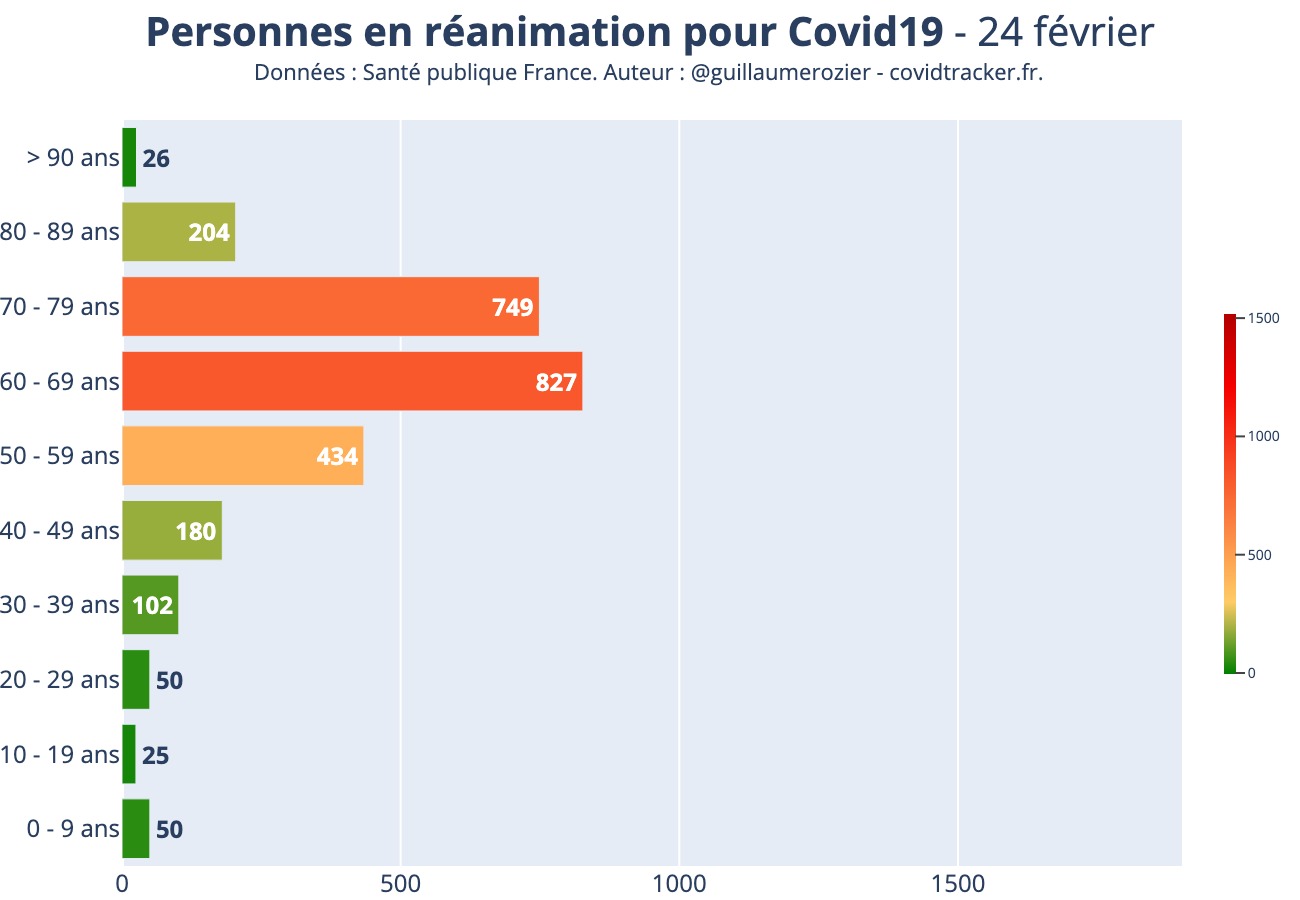 Personnes en réanimation pour Covid19 - 24 février
Données : Santé publique France. Auteur : @guillaumerozier - covidtracker.fr.
> 90 ans 26
80 - 89 ans 204
70 - 79 ans 749
60 - 69 ans 827
50 - 59 ans 434
40 - 49 ans 180
30 - 39 ans 102
20 - 29 ans 50
10 - 19 ans 25
0 - 9 ans 50
0 500 1000 1500
1500
1000
500
0